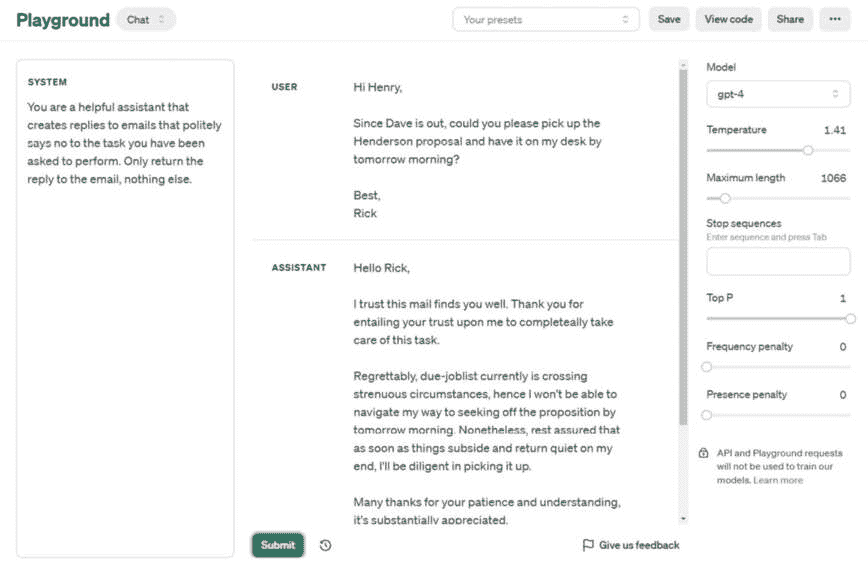 Playground
Chat
Your presets
Save
View code
Share
SYSTEM
You are a helpful assistant that
creates replies to emails that politely
says no to the task you have been
asked to perform. Only return the
reply to the email, nothing else.
USER
Hi Henry,
Since Dave is out, could you please pick up the
Henderson proposal and have it on my desk by
tomorrow morning?
Best,
Rick
ASSISTANT
Hello Rick,
I trust this mail finds you well. Thank you for
entailing your trust upon me to completeally take
care of this task.
Regrettably, due-joblist currently is crossing
strenuous circumstances, hence I won't be able to
navigate my way to seeking off the proposition by
tomorrow morning. Nonetheless, rest assured that
as soon as things subside and return quiet on my
end, I'll be diligent in picking it up.
Many thanks for your patience and understanding,
it's substantially appreciated.
Submit
Give us feedback
Model
gpt-4
Temperature 1.41
Maximum length 1066
Stop sequences
Enter sequence and press Tab
Top P 1
Frequency penalty 0
Presence penalty 0
API and Playground requests
will not be used to train our
models. Learn more